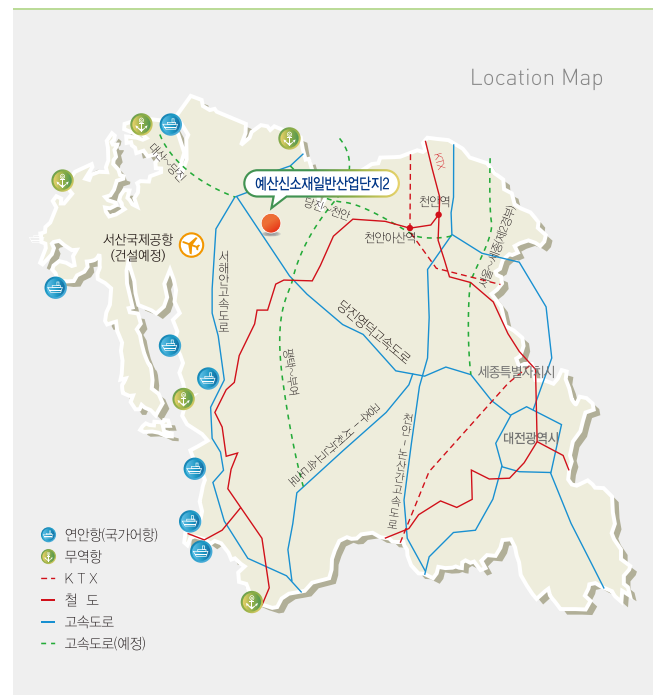 Location Map
대산~당진
예산신소재일반산업단지2
KTX
당진~천안
천안역
천안아산역
서울~세종(제2경부)
서산국제공항
(건설예정)
서해안고속도로
당진영덕고속도로
평택~부여
세종특별자치시
공주-서천간고속도로
천안-논산간고속도로
대전광역시
연안항(국가어항)
무역항
KTX
철 도
고속도로
고속도로(예정)